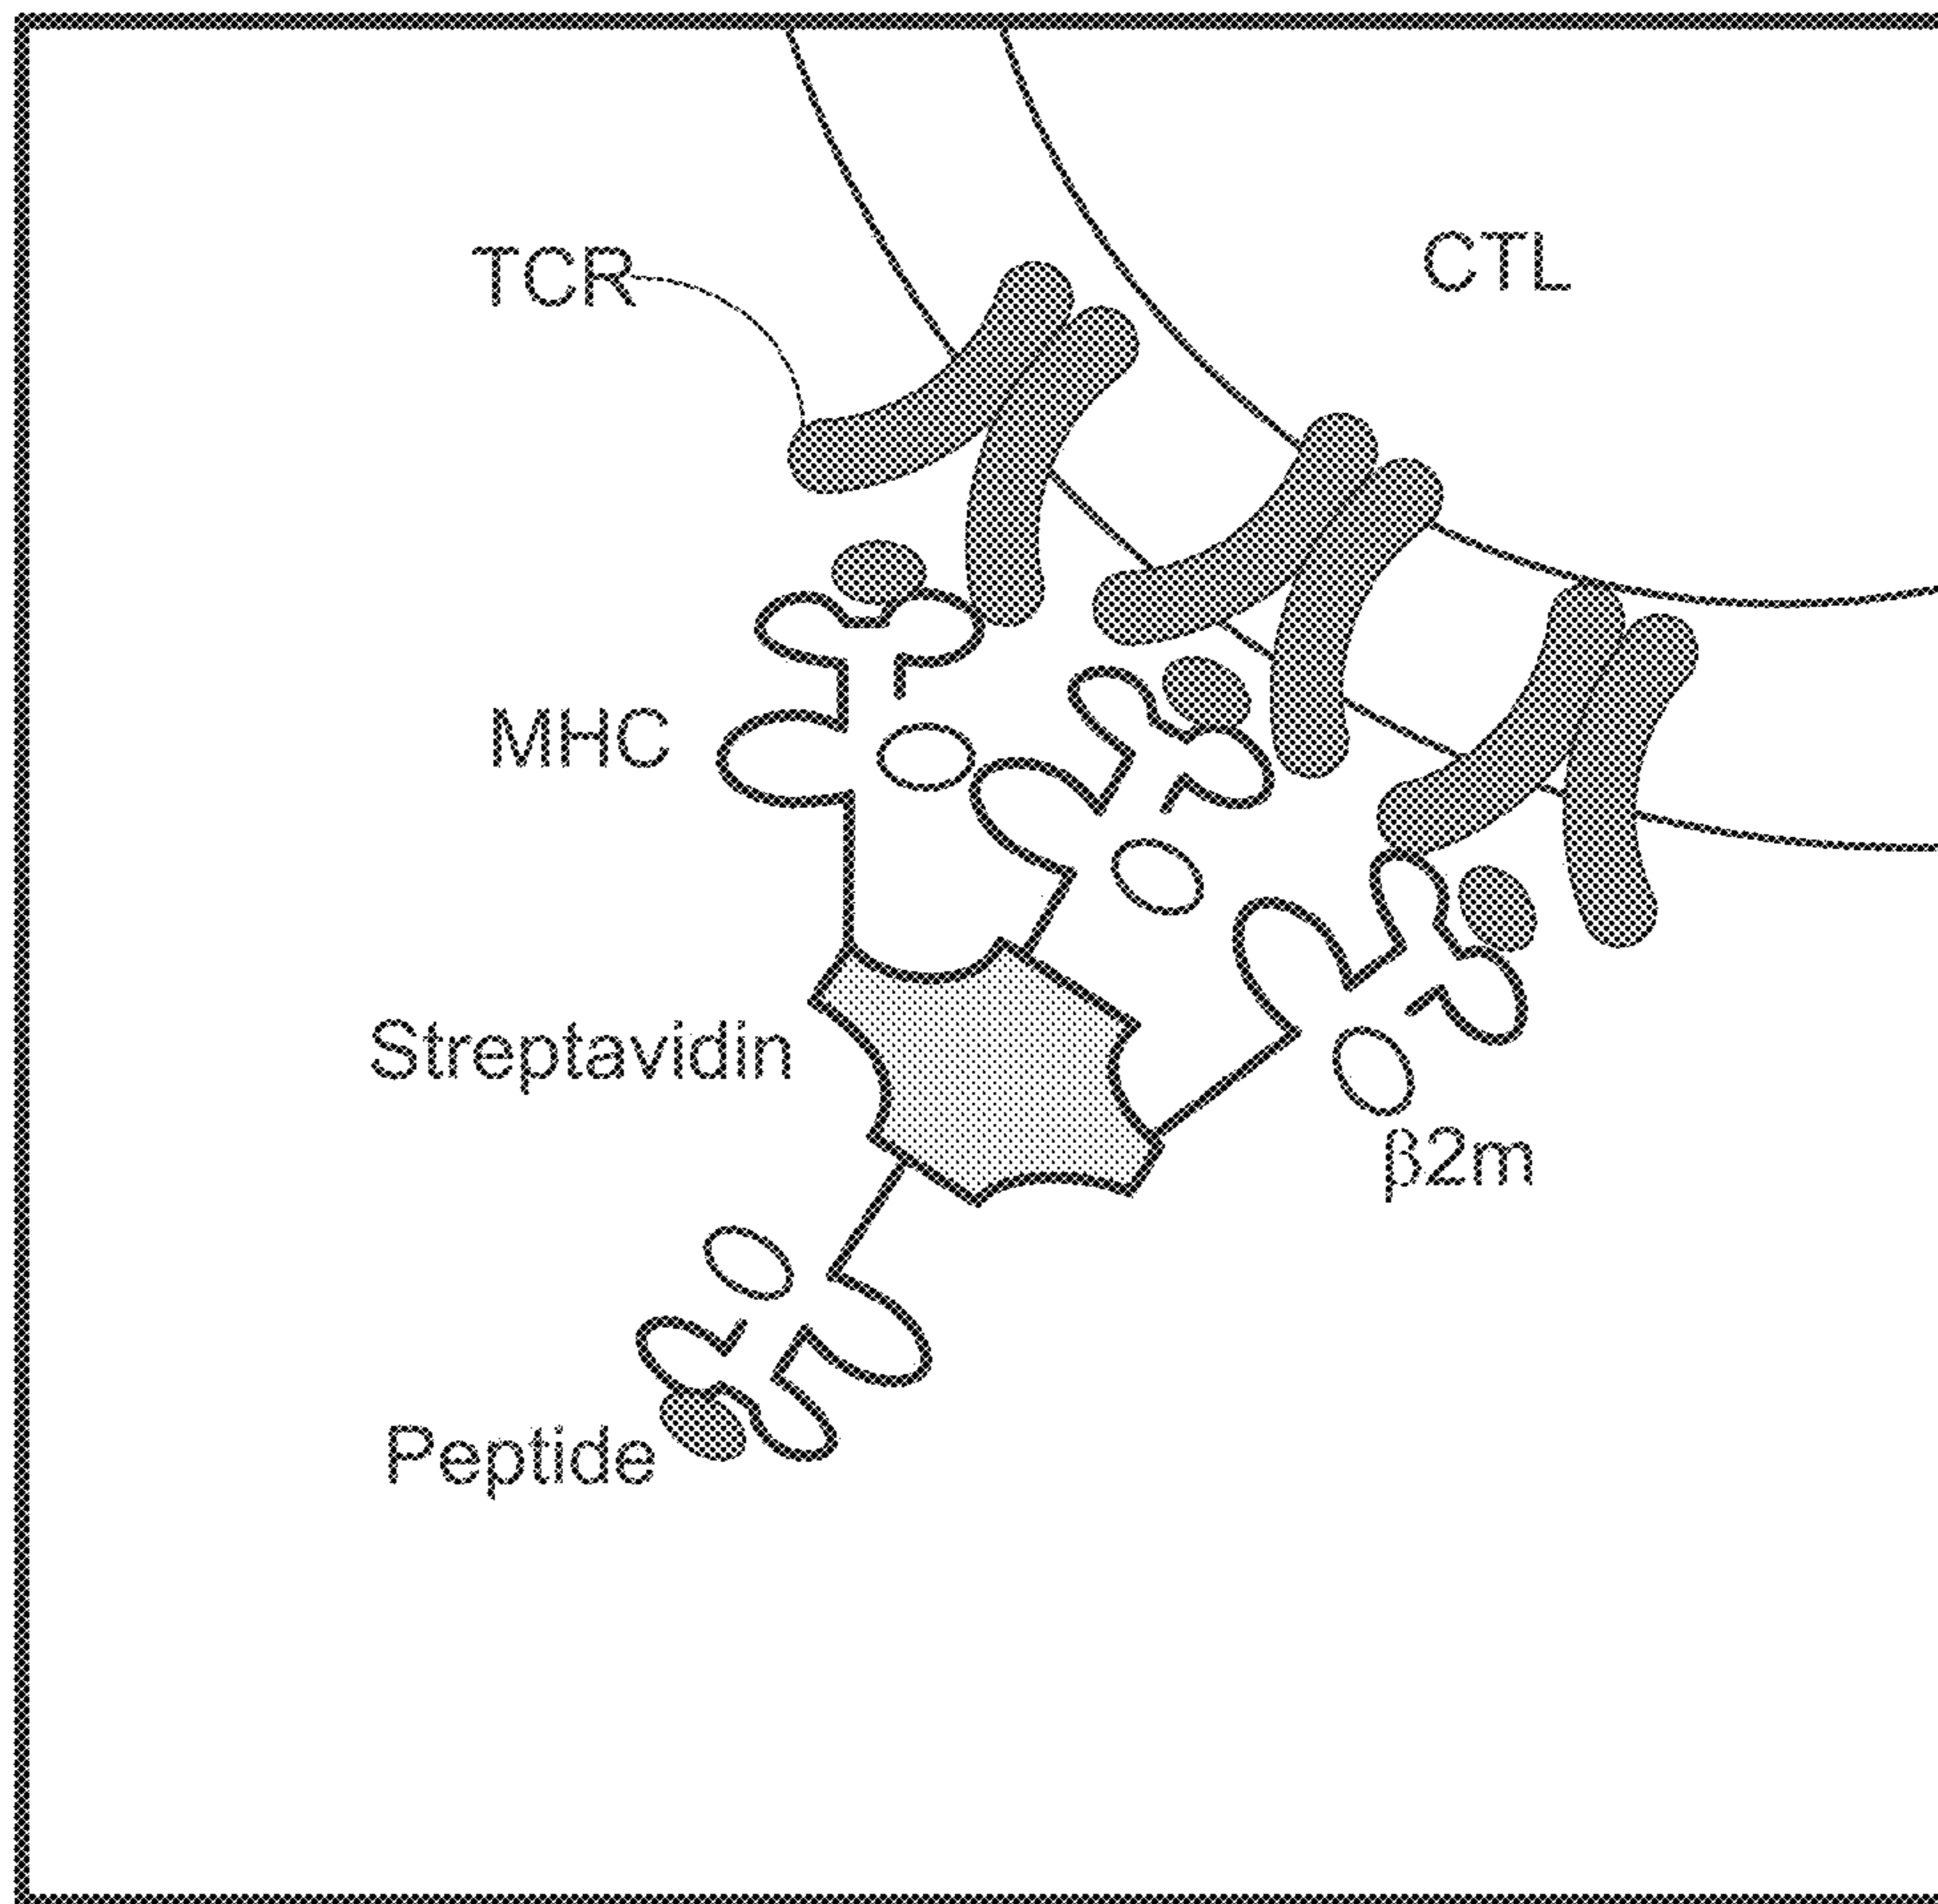 TCR
CTL
MHC
Streptavidin
β2m
Peptide